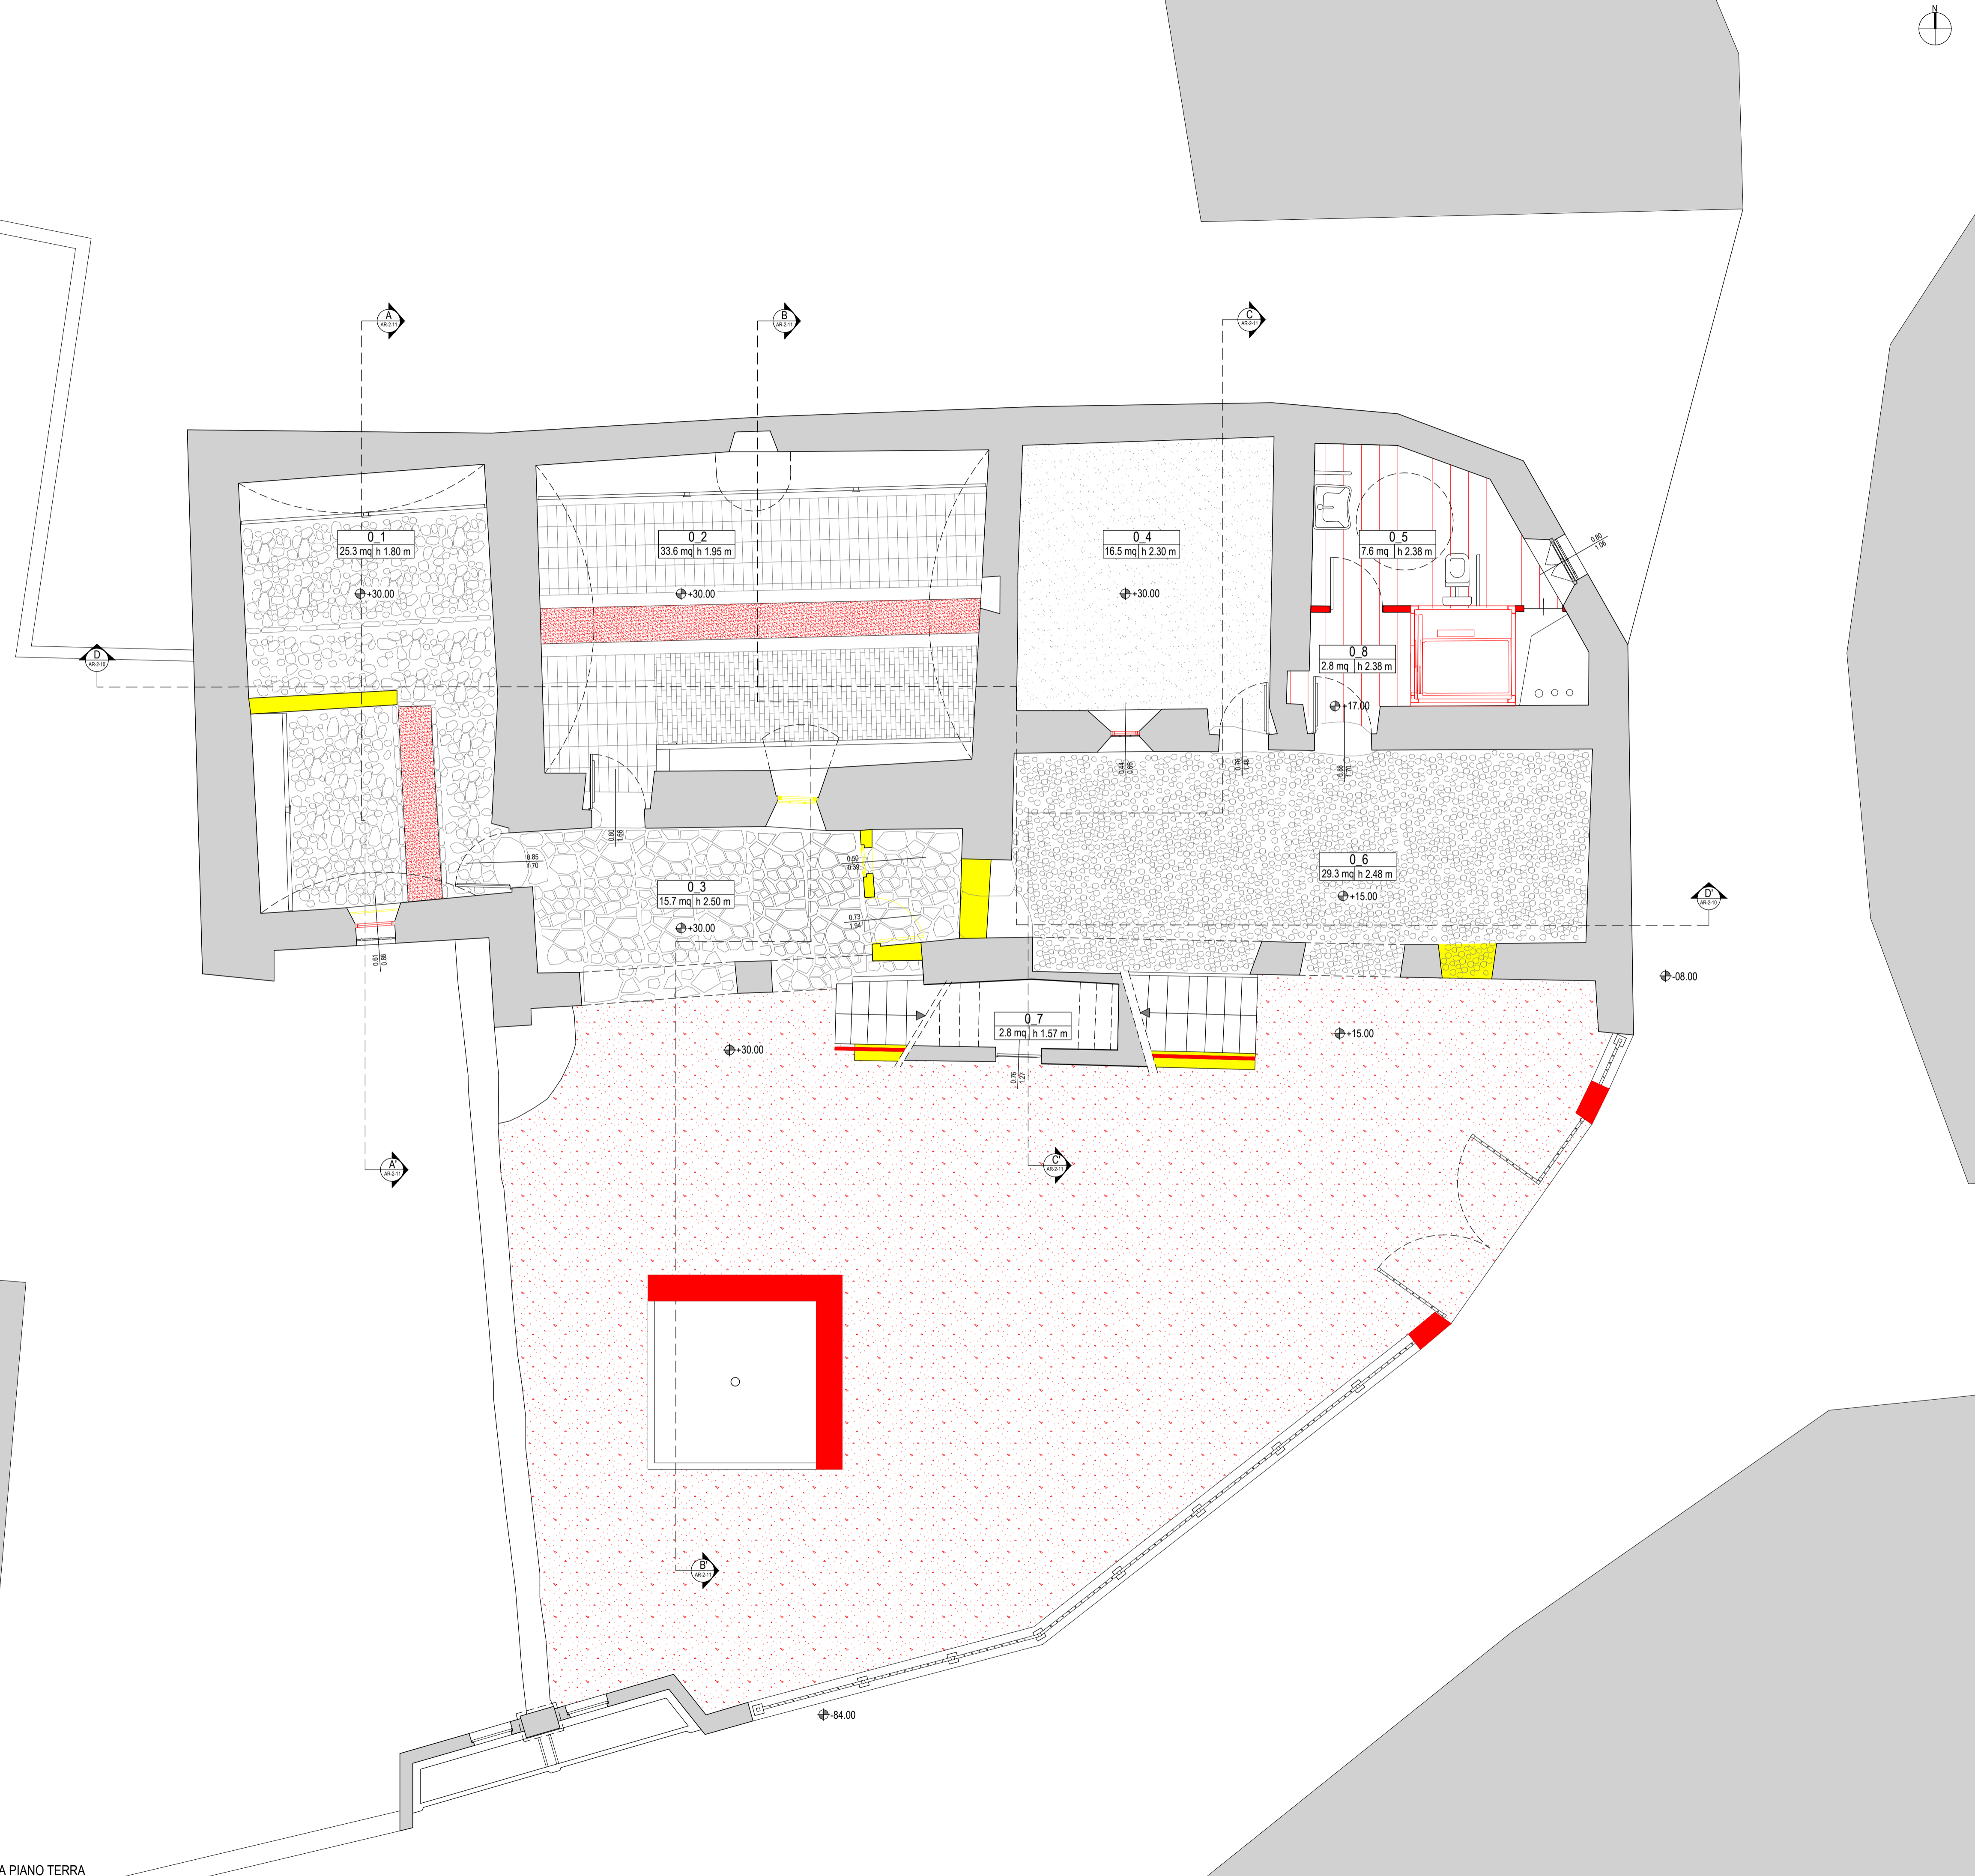 N
A
AR-2-11
B
AR-2-11
C
AR-2-11
0_1
25.3 mq h 1.80 m
+30.00
0_2
33.6 mq h 1.95 m
+30.00
0_4
16.5 mq h 2.30 m
+30.00
0_5
7.6 mq h 2.38 m
0.80
1.06
D
AR-2-10
0_8
2.8 mq h 2.38 m
+17.00
0.44
0.66
0.76
1.48
0.88
1.70
0.80
1.66
0.85
1.70
0.50
0.39
0_3
15.7 mq h 2.50 m
+30.00
0.73
1.94
0_6
29.3 mq h 2.48 m
+15.00
D'
AR-2-10
0.61
0.88
-08.00
0_7
2.8 mq h 1.57 m
+15.00
+30.00
0.76
1.27
A'
AR-2-11
C'
AR-2-11
B'
AR-2-11
-84.00
A PIANO TERRA